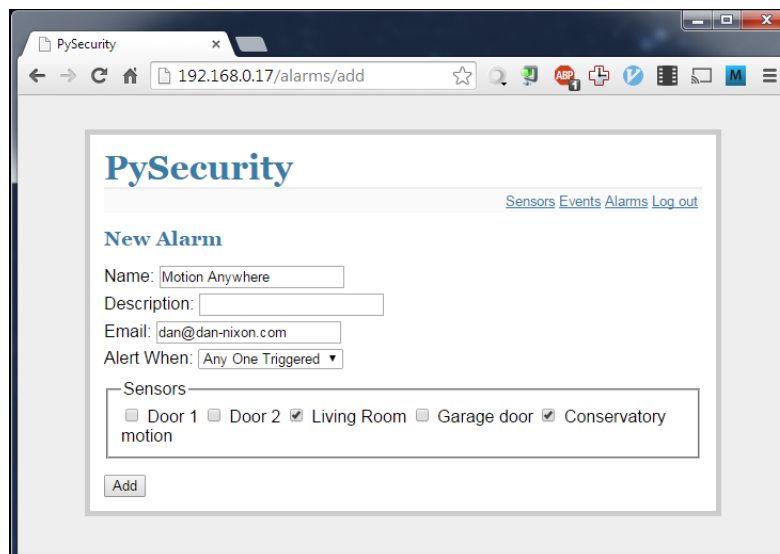 PySecurity
192.168.0.17/alarms/add
ABP
1
M
PySecurity
Sensors Events Alarms Log out
New Alarm
Name: Motion Anywhere
Description:
Email: dan@dan-nixon.com
Alert When: Any One Triggered
Sensors
Door 1 Door 2 Living Room Garage door Conservatory
motion
Add